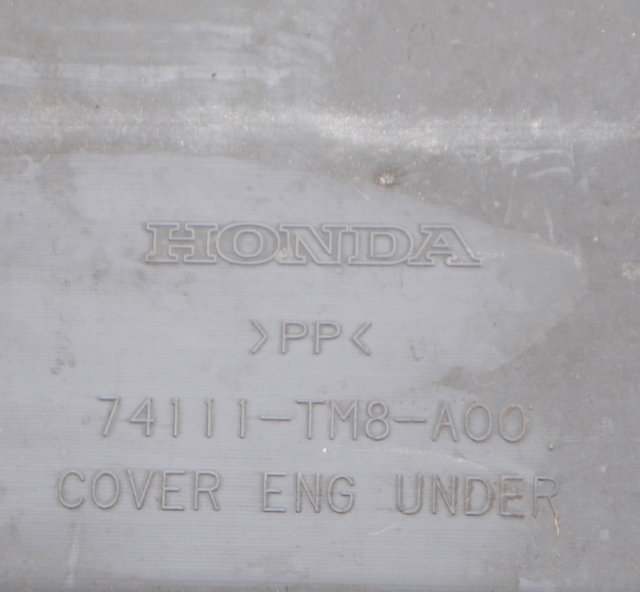 HONDA
>PP<
74111-TM8-A00
COVER ENG UNDER